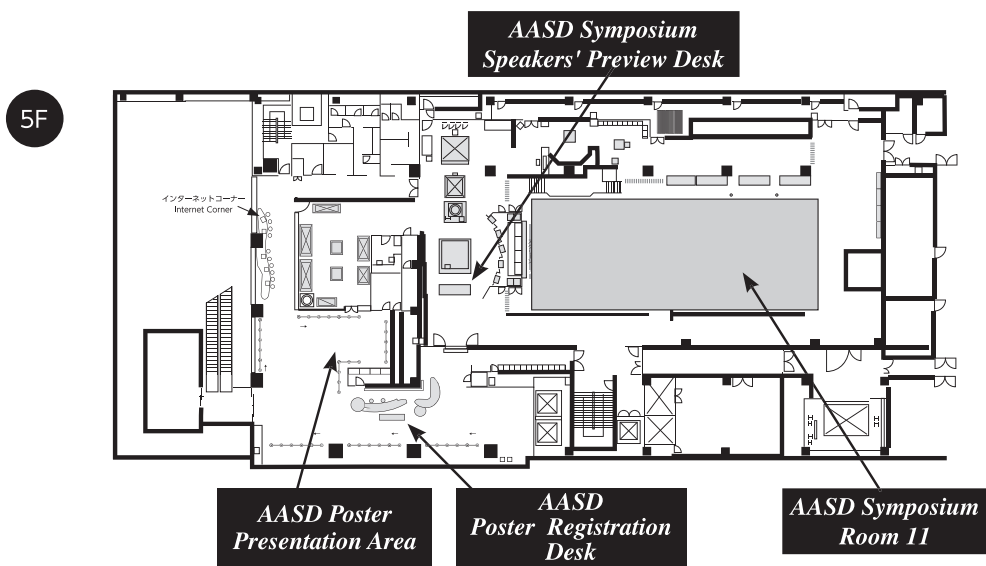 AASD Symposium
Speakers' Preview Desk
5F
インターネットコーナー
Internet Corner
AASD Poster
Presentation Area
AASD
Poster Registration
Desk
AASD Symposium
Room 11